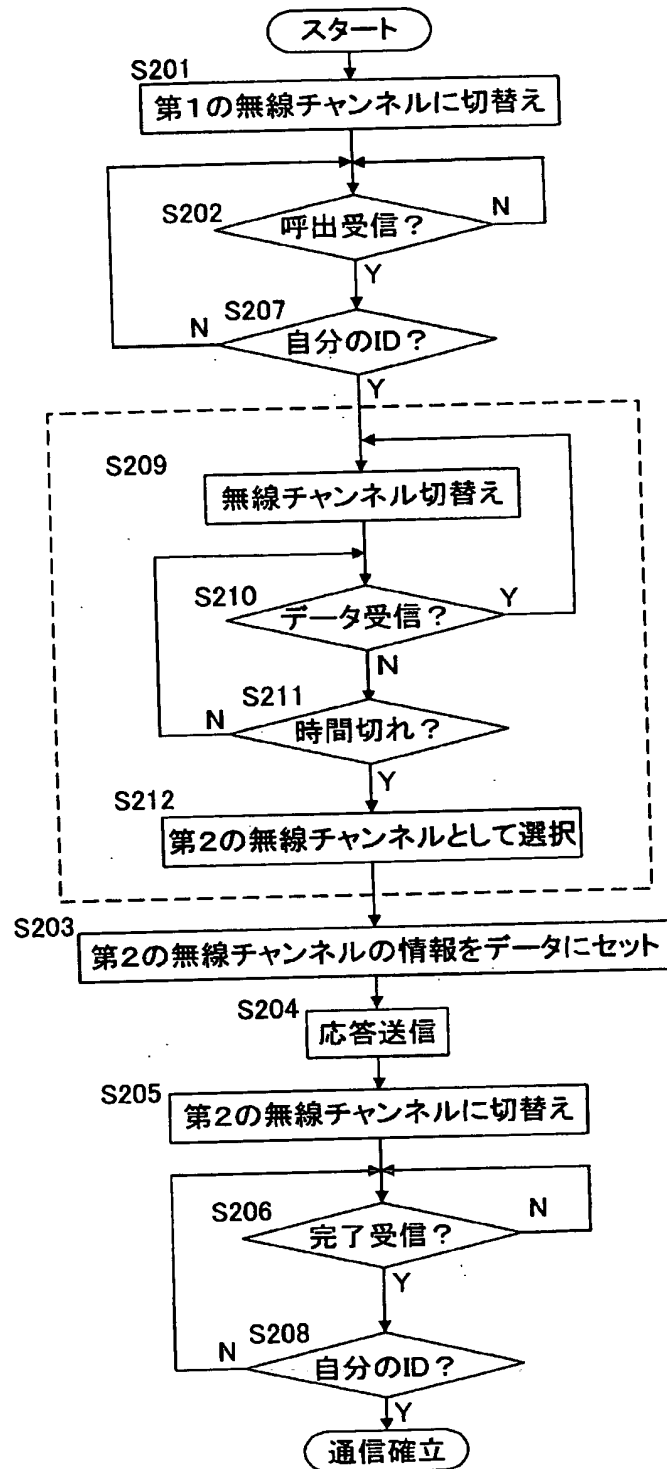 スタート
S201
第1の無線チャンネルに切替え
S202
呼出受信?
N
Y
S207
N
自分のID?
Y
S209
無線チャンネル切替え
S210
データ受信?
Y
N
S211
N
時間切れ?
Y
S212
第2の無線チャンネルとして選択
S203
第2の無線チャンネルの情報をデータにセット
S204
応答送信
S205
第2の無線チャンネルに切替え
S206
完了受信?
N
Y
S208
N
自分のID?
Y
通信確立